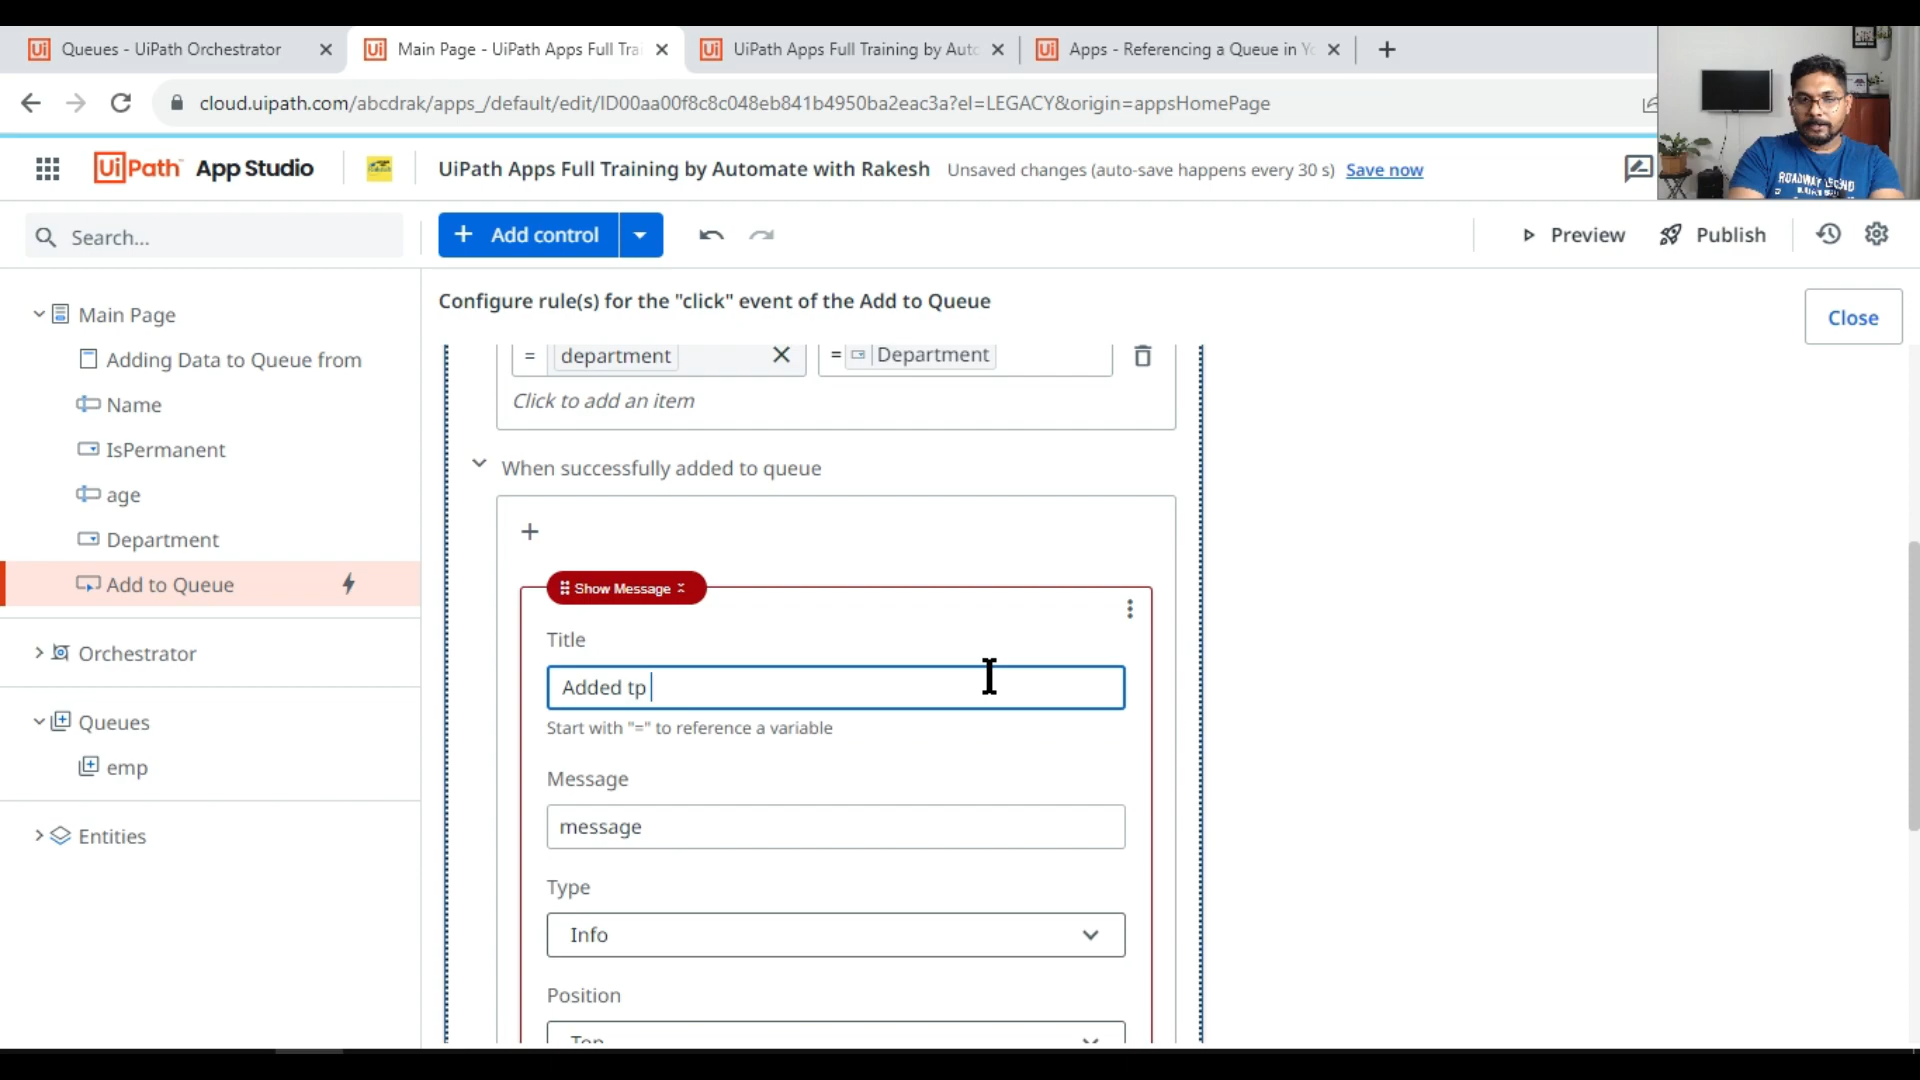 Queues - UiPath Orchestrator
Main Page - UiPath Apps Full Tra
UiPath Apps Full Training by Auto
Apps - Referencing a Queue in Yo
cloud.uipath.com/abcdrak/apps_/default/edit/ID00aa00f8c8c048eb841b4950ba2eac3a?el=LEGACY&origin=appsHomePage
UiPath App Studio
UiPath Apps Full Training by Automate with Rakesh
Unsaved changes (auto-save happens every 30 s) Save now
Search...
Add control
Preview
Publish
Main Page
Adding Data to Queue from
Name
IsPermanent
age
Department
Add to Queue
Orchestrator
Queues
emp
Entities
Configure rule(s) for the "click" event of the Add to Queue
Close
= department
= Department
Click to add an item
When successfully added to queue
Show Message
Title
Added tp
Start with "=" to reference a variable
Message
message
Type
Info
Position
Top